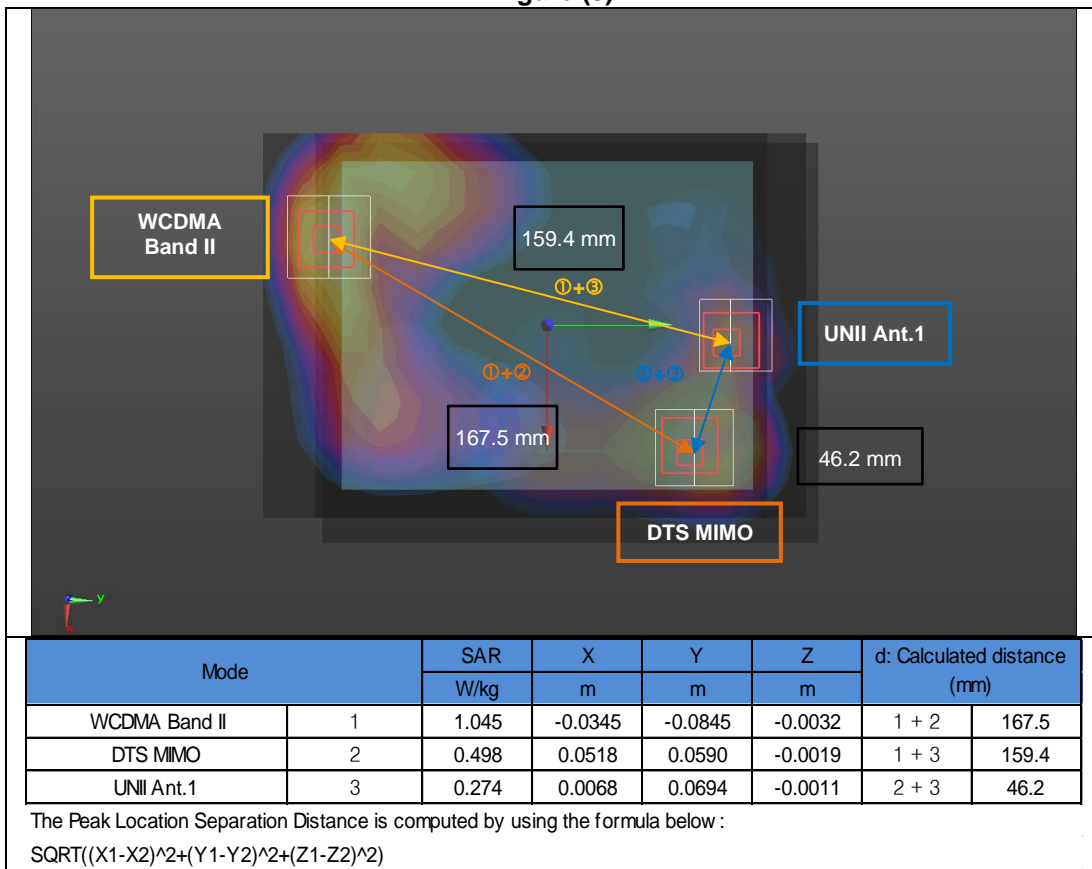 WCDMA
Band II
159.4 mm
①+③
UNII Ant.1
①+②
②+③
167.5 mm
46.2 mm
DTS MIMO
Y
X
Mode SAR X Y Z d: Calculated distance
(mm)
W/kg m m m
WCDMA Band II 1 1.045 -0.0345 -0.0845 -0.0032 1 + 2 167.5
DTS MIMO 2 0.498 0.0518 0.0590 -0.0019 1 + 3 159.4
UNII Ant.1 3 0.274 0.0068 0.0694 -0.0011 2 + 3 46.2
The Peak Location Separation Distance is computed by using the formula below :
SQRT((X1-X2)^2+(Y1-Y2)^2+(Z1-Z2)^2)